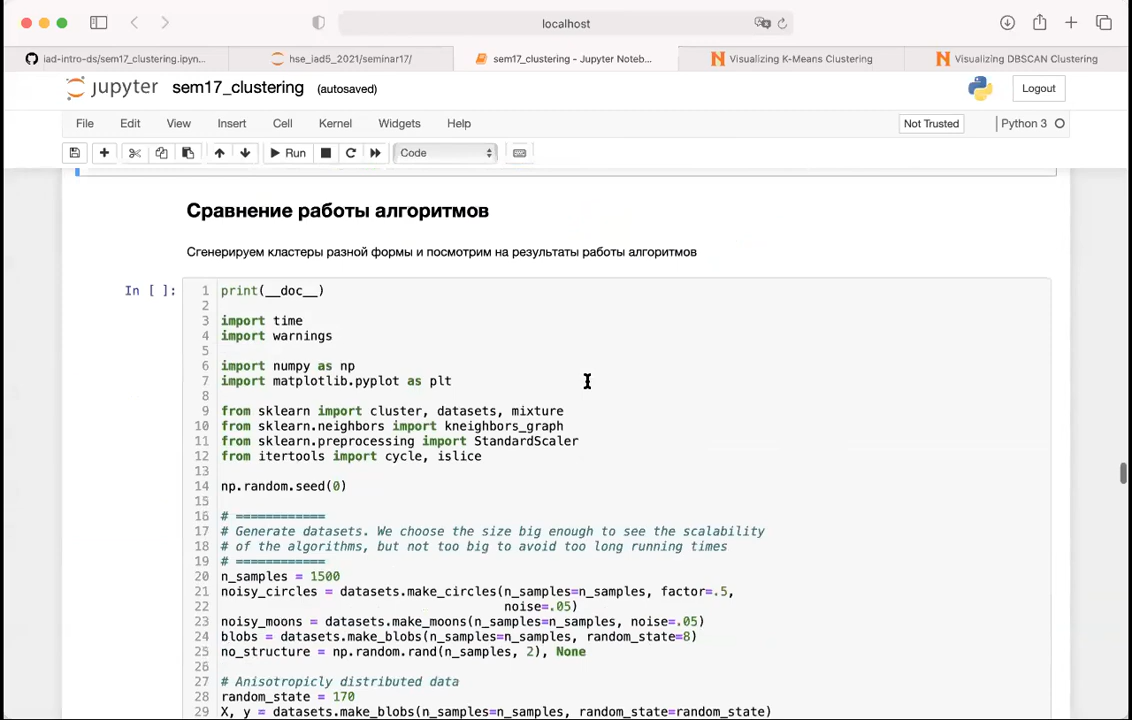 localhost
iad-intro-ds/sem17_clustering.ipyn...
hse_iad5_2021/seminar17/
sem17_clustering - Jupyter Noteb...
Visualizing K-Means Clustering
Visualizing DBSCAN Clustering
jupyter sem17_clustering (autosaved)
Logout
File Edit View Insert Cell Kernel Widgets Help
Not Trusted
Python 3
Run
Code
Сравнение работы алгоритмов
Сгенерируем кластеры разной формы и посмотрим на результаты работы алгоритмов
In [ ]:
1 print(__doc__)
2
3 import time
4 import warnings
5
6 import numpy as np
7 import matplotlib.pyplot as plt
8
9 from sklearn import cluster, datasets, mixture
10 from sklearn.neighbors import kneighbors_graph
11 from sklearn.preprocessing import StandardScaler
12 from itertools import cycle, islice
13
14 np.random.seed(0)
15
16 # ============
17 # Generate datasets. We choose the size big enough to see the scalability
18 # of the algorithms, but not too big to avoid too long running times
19 # ============
20 n_samples = 1500
21 noisy_circles = datasets.make_circles(n_samples=n_samples, factor=.5,
22 noise=.05)
23 noisy_moons = datasets.make_moons(n_samples=n_samples, noise=.05)
24 blobs = datasets.make_blobs(n_samples=n_samples, random_state=8)
25 no_structure = np.random.rand(n_samples, 2), None
26
27 # Anisotropicly distributed data
28 random_state = 170
29 X, y = datasets.make_blobs(n_samples=n_samples, random_state=random_state)